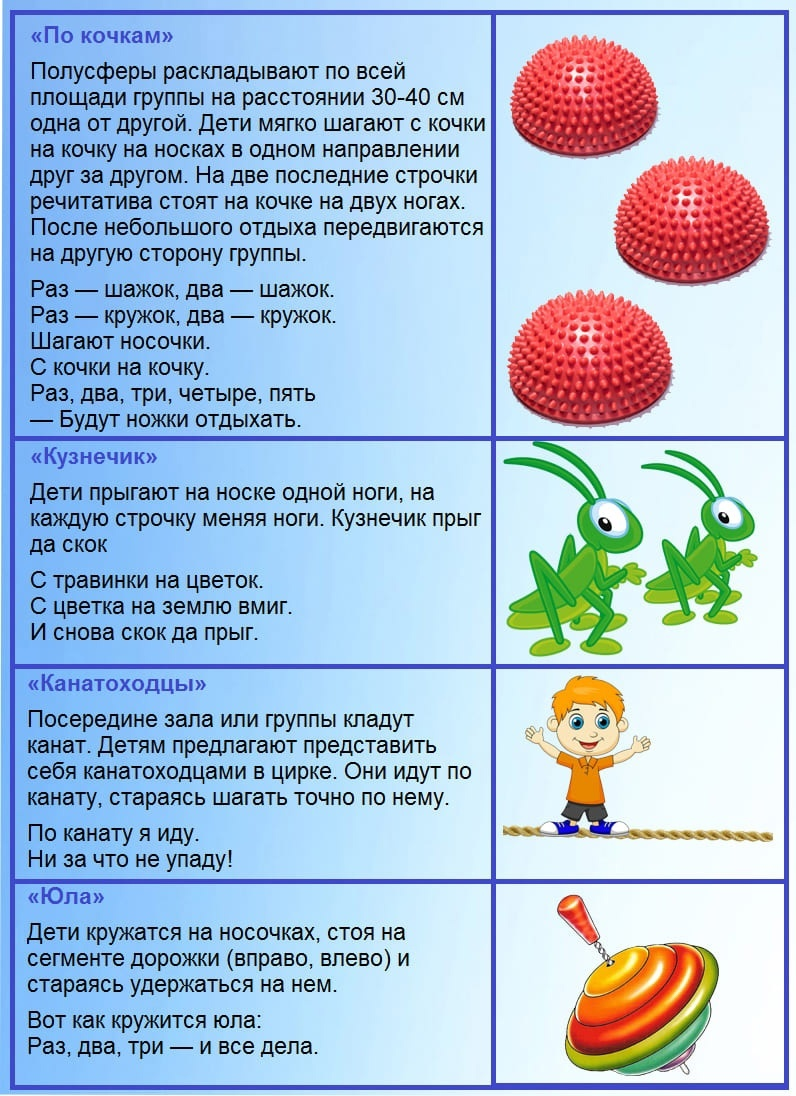 «По кочкам»
Полусферы раскладывают по всей
площади группы на расстоянии 30-40 см
одна от другой. Дети мягко шагают с кочки
на кочку на носках в одном направлении
друг за другом. На две последние строчки
речитатива стоят на кочке на двух ногах.
После небольшого отдыха передвигаются
на другую сторону группы.
Раз — шажок, два — шажок.
Раз — кружок, два — кружок.
Шагают носочки.
С кочки на кочку.
Раз, два, три, четыре, пять
— Будут ножки отдыхать.
«Кузнечик»
Дети прыгают на носке одной ноги, на
каждую строчку меняя ноги. Кузнечик прыг
да скок
С травинки на цветок.
С цветка на землю вмиг.
И снова скок да прыг.
«Канатоходцы»
Посередине зала или группы кладут
канат. Детям предлагают представить
себя канатоходцами в цирке. Они идут по
канату, стараясь шагать точно по нему.
По канату я иду.
Ни за что не упаду!
«Юла»
Дети кружатся на носочках, стоя на
сегменте дорожки (вправо, влево) и
стараясь удержаться на нем.
Вот как кружится юла:
Раз, два, три — и все дела.